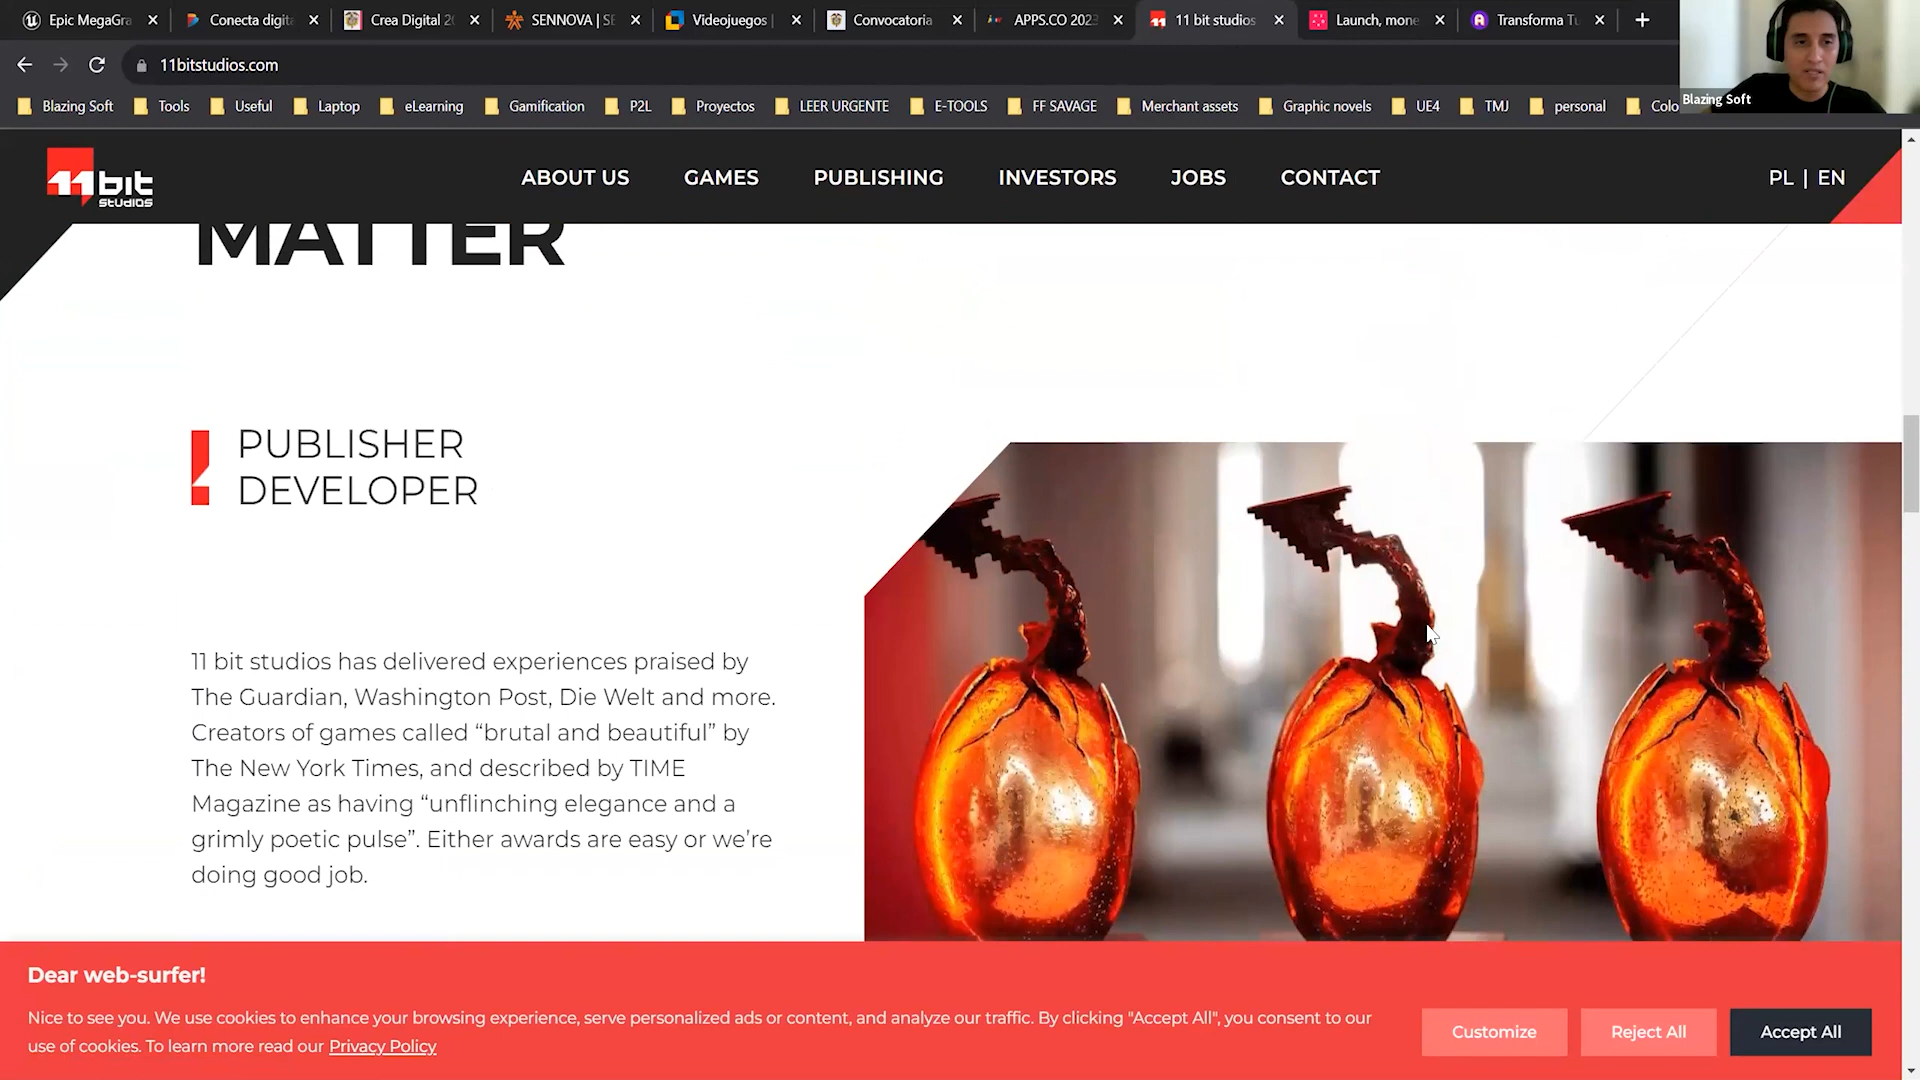 Epic MegaGra
Conecta digita
Crea Digital 20
SENNOVA | SE
Videojuegos |
Convocatoria
APPS.CO 2023
11 bit studios
Launch, mone
Transforma Tu
11bitstudios.com
Blazing Soft
Tools
Useful
Laptop
eLearning
Gamification
P2L
Proyectos
LEER URGENTE
E-TOOLS
FF SAVAGE
Merchant assets
Graphic novels
UE4
TMJ
personal
Colo
Blazing Soft
11 bit
STUDIOS
ABOUT US
GAMES
PUBLISHING
INVESTORS
JOBS
CONTACT
PL | EN
MATTER
PUBLISHER
DEVELOPER
11 bit studios has delivered experiences praised by
The Guardian, Washington Post, Die Welt and more.
Creators of games called “brutal and beautiful” by
The New York Times, and described by TIME
Magazine as having “unflinching elegance and a
grimly poetic pulse”. Either awards are easy or we’re
doing good job.
Dear web-surfer!
Nice to see you. We use cookies to enhance your browsing experience, serve personalized ads or content, and analyze our traffic. By clicking "Accept All", you consent to our
use of cookies. To learn more read our Privacy Policy
Customize
Reject All
Accept All